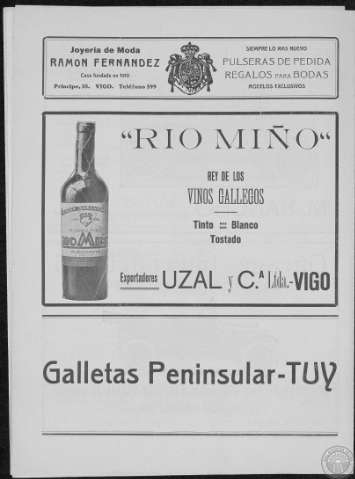 Joyería de Moda
RAMON FERNANDEZ
Casa fundada en 1910
Príncipe, 10. VIGO. Teléfono 599
SIEMPRE LO MAS NUEVO
PULSERAS DE PEDIDA
REGALOS PARA BODAS
MODELOS EXCLUSIVOS
"RIO MIÑO"
REY DE LOS
VINOS GALLEGOS
Tinto == Blanco
Tostado
Exportadores UZAL y C.ª Ltda.-VIGO
Galletas Peninsular-TUY